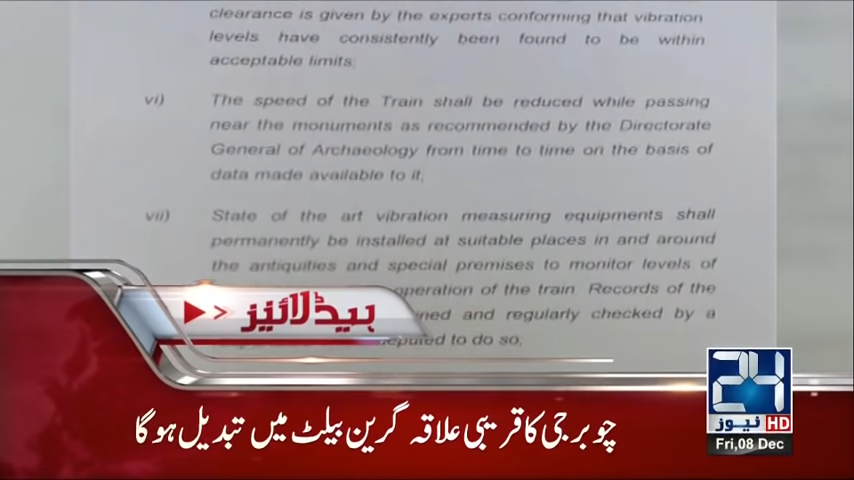 clearance is given by the experts conforming that vibration
levels have consistently been found to be within
acceptable limits;
vi) The speed of the Train shall be reduced while passing
near the monuments as recommended by the Directorate
General of Archaeology from time to time on the basis of
data made available to it;
vii) State of the art vibration measuring equipments shall
permanently be installed at suitable places in and around
the antiquities and special premises to monitor levels of
operation of the train. Records of the
and regularly checked by a
to do so;
ہیڈلائنز
چوبرجی کا قریبی علاقہ گرین بیلٹ میں تبدیل ہوگا
24
نیوز HD
Fri,08 Dec